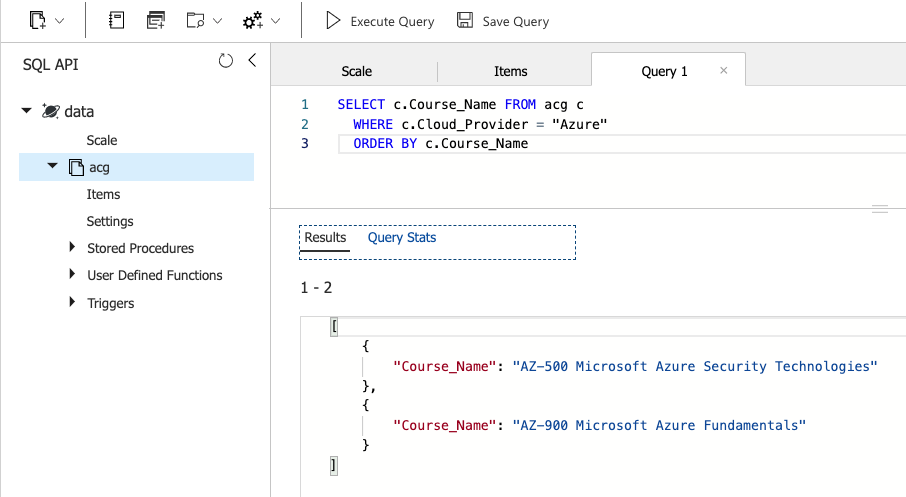 Execute Query
Save Query
SQL API
data
Scale
acg
Items
Settings
Stored Procedures
User Defined Functions
Triggers
Scale
Items
Query 1
1 SELECT c.Course_Name FROM acg c
2 WHERE c.Cloud_Provider = "Azure"
3 ORDER BY c.Course_Name
Results
Query Stats
1 - 2
[
{
"Course_Name": "AZ-500 Microsoft Azure Security Technologies"
},
{
"Course_Name": "AZ-900 Microsoft Azure Fundamentals"
}
]